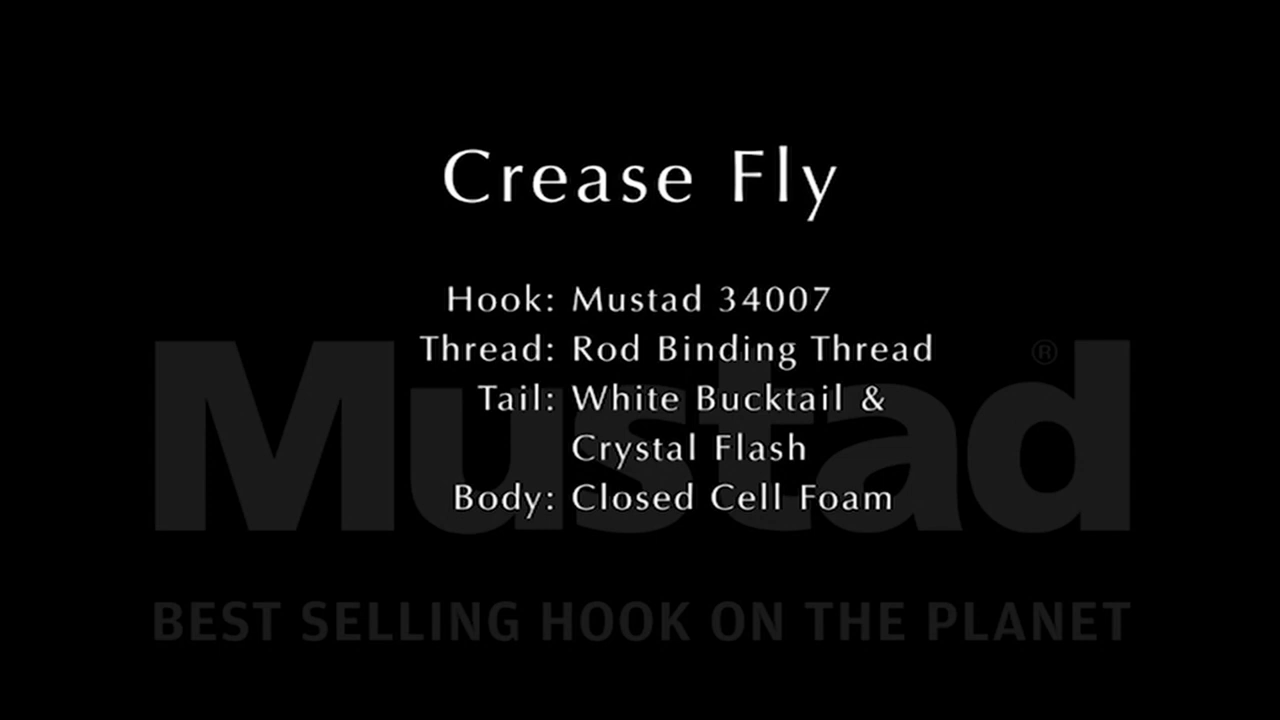 Crease Fly
Hook: Mustad 34007
Thread: Rod Binding Thread
Tail: White Bucktail &
Crystal Flash
Body: Closed Cell Foam
Mustad®
BEST SELLING HOOK ON THE PLANET